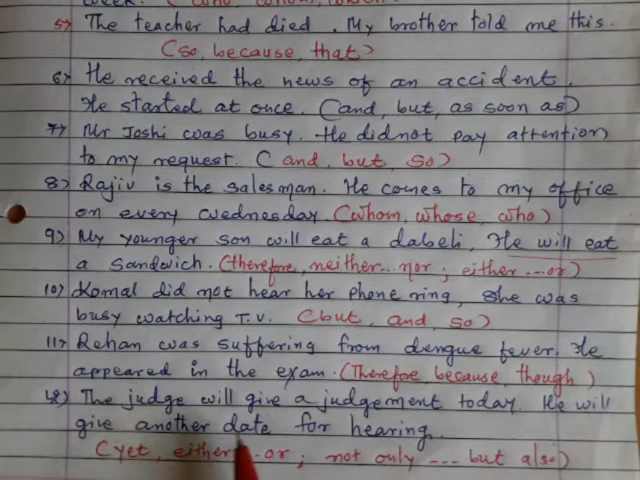 week. (who, whom, whose)
5) The teacher had died. My brother told me this.
(so, because, that)
6) He received the news of an accident.
He started at once. (and, but, as soon as)
7) Mr Joshi was busy. He did not pay attention
to my request. (and, but, so)
8) Rajiv is the salesman. He comes to my office
on every wednesday. (whom, whose, who)
9) My younger son will eat a dabeli. He will eat
a sandwich. (therefore, neither...nor; either...or)
10) Komal did not hear her phone ring, She was
busy watching T.V. (but, and, so)
11) Rehan was suffering from dengue fever. He
appeared in the exam. (Therefore because, though)
12) The judge will give a judgement today. He will
give another date for hearing.
(yet, either...or; not only ... but also)